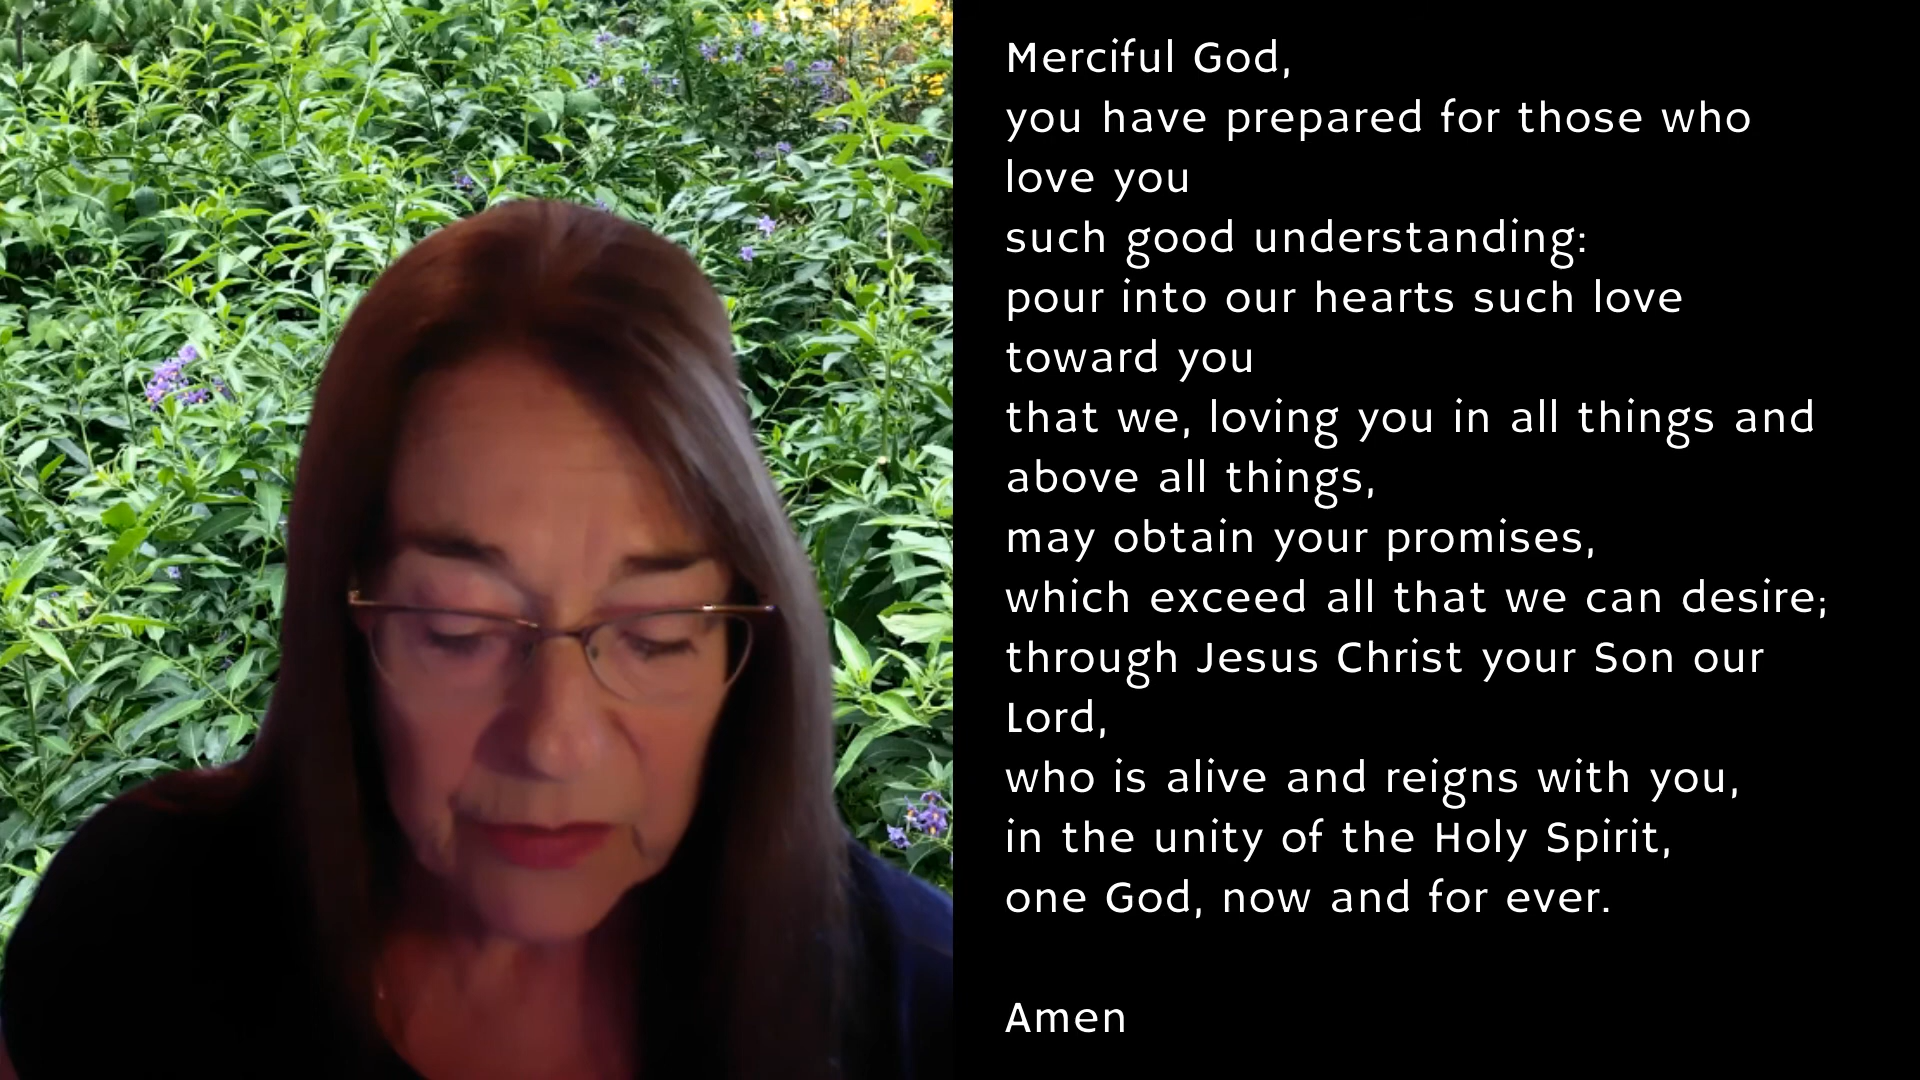 Merciful God,
you have prepared for those who
love you
such good understanding:
pour into our hearts such love
toward you
that we, loving you in all things and
above all things,
may obtain your promises,
which exceed all that we can desire;
through Jesus Christ your Son our
Lord,
who is alive and reigns with you,
in the unity of the Holy Spirit,
one God, now and for ever.
Amen